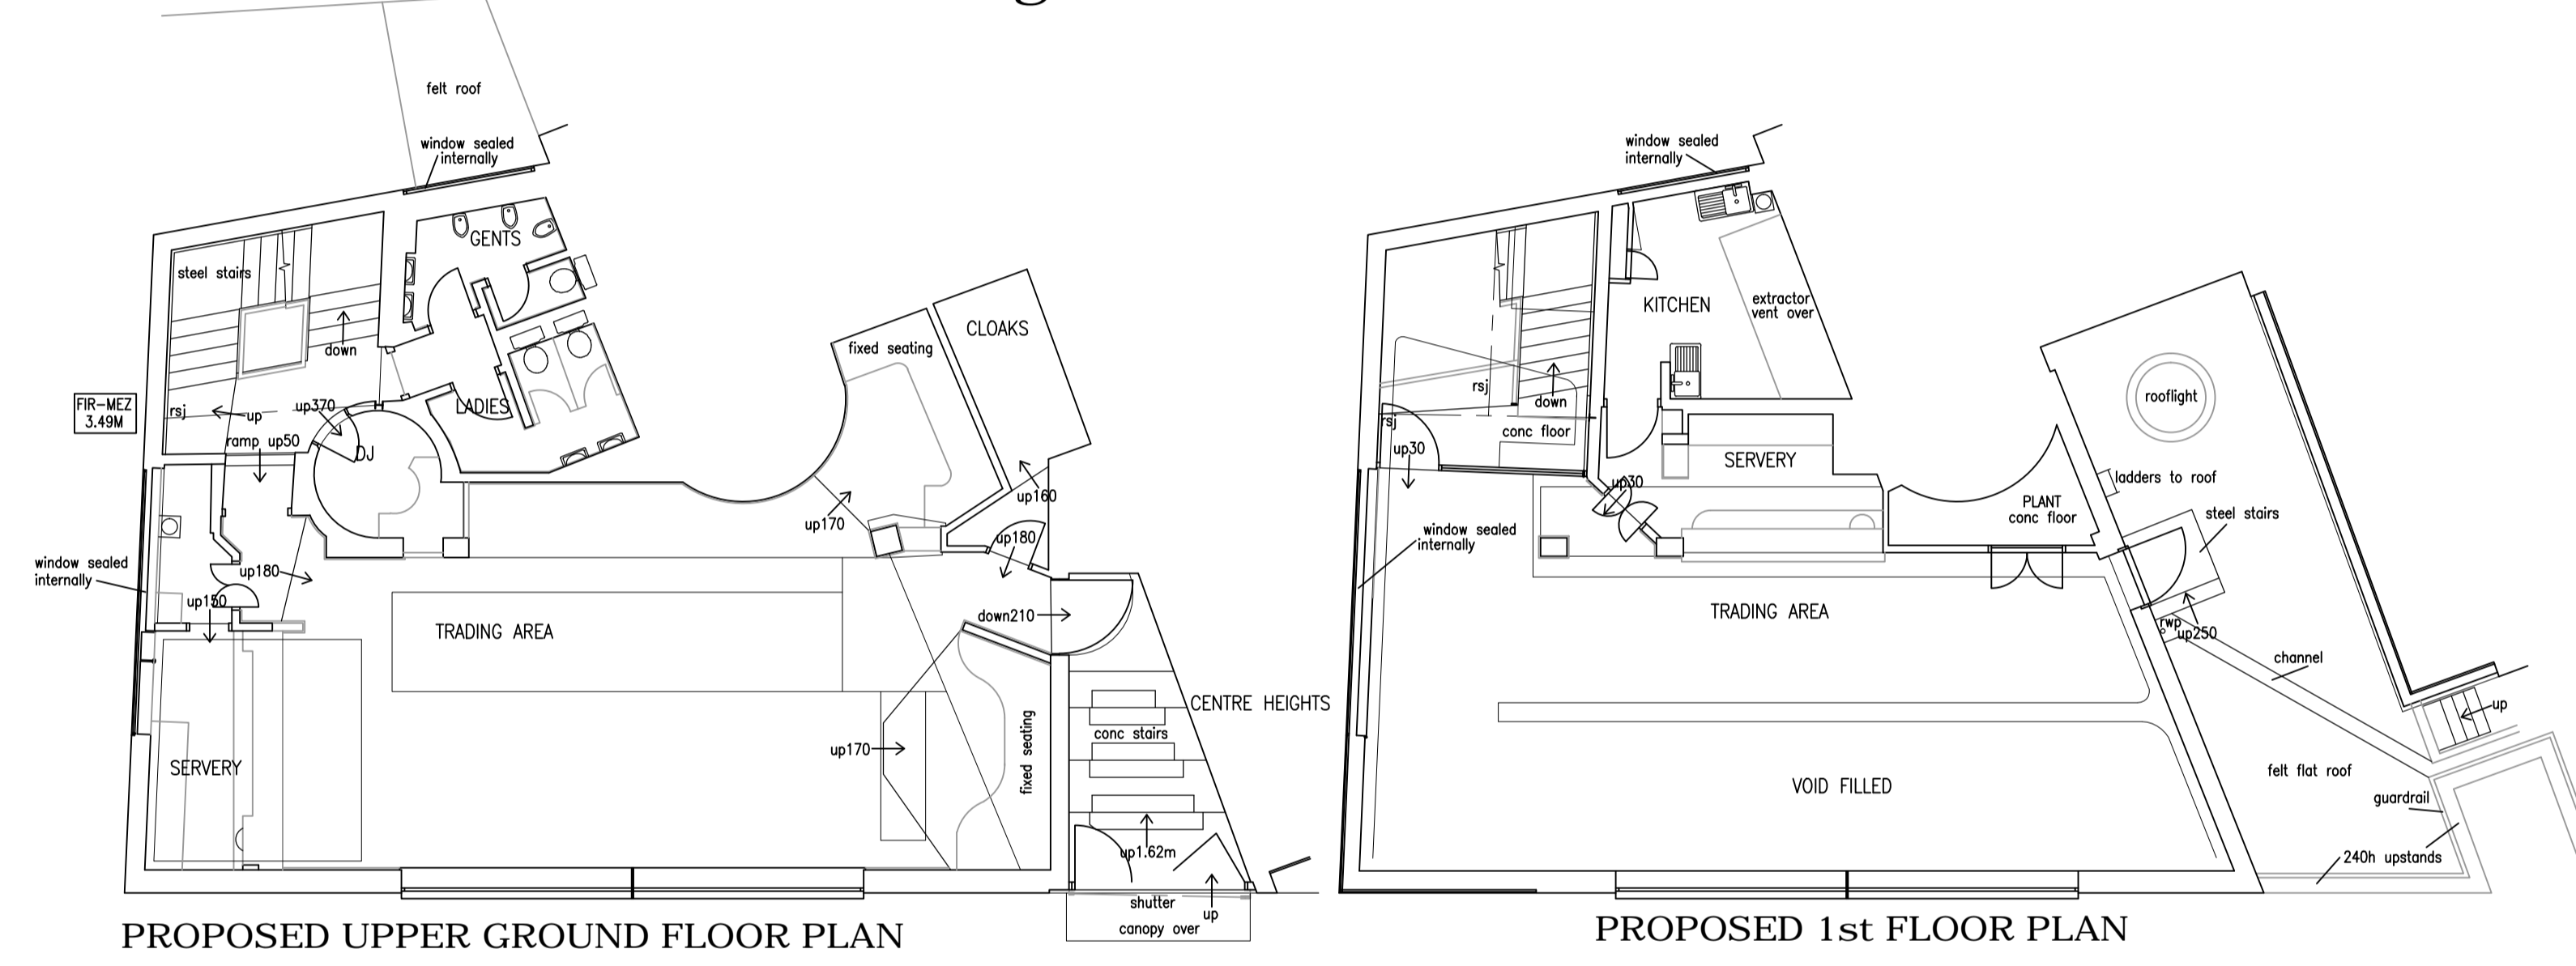 felt roof
window sealed
internally
GENTS
steel stairs
down
CLOAKS
fixed seating
FIR-MEZ
3.49M
rsj
up
up370
LADIES
ramp up50
DJ
up160
up170
up180
window sealed
internally
up180
up150
down210
TRADING AREA
CENTRE HEIGHTS
fixed seating
conc stairs
up170
SERVERY
up1.62m
shutter
up
canopy over
PROPOSED UPPER GROUND FLOOR PLAN
window sealed
internally
KITCHEN
extractor
vent over
rsj
down
rooflight
rsj
conc floor
up30
SERVERY
ladders to roof
up30
PLANT
conc floor
steel stairs
window sealed
internally
TRADING AREA
rwp
up250
channel
up
felt flat roof
VOID FILLED
guardrail
240h upstands
PROPOSED 1st FLOOR PLAN